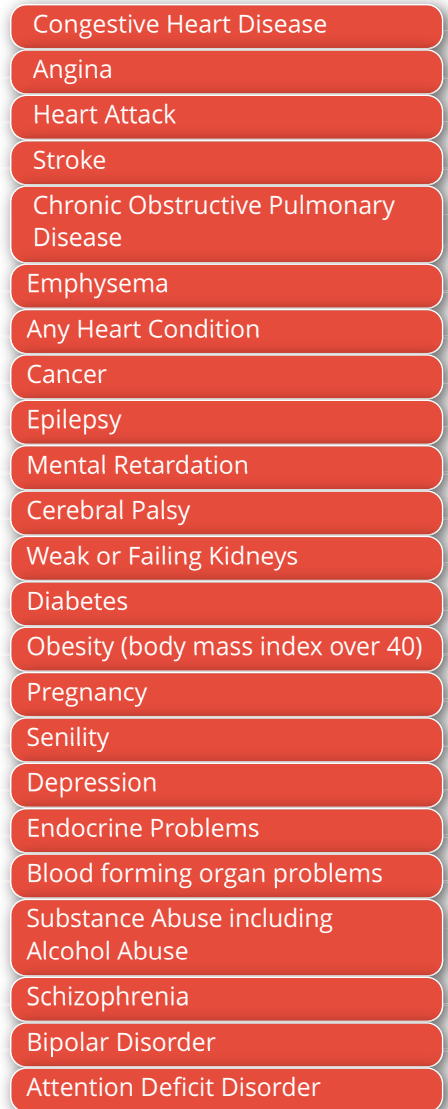 Congestive Heart Disease
Angina
Heart Attack
Stroke
Chronic Obstructive Pulmonary
Disease
Emphysema
Any Heart Condition
Cancer
Epilepsy
Mental Retardation
Cerebral Palsy
Weak or Failing Kidneys
Diabetes
Obesity (body mass index over 40)
Pregnancy
Senility
Depression
Endocrine Problems
Blood forming organ problems
Substance Abuse including
Alcohol Abuse
Schizophrenia
Bipolar Disorder
Attention Deficit Disorder